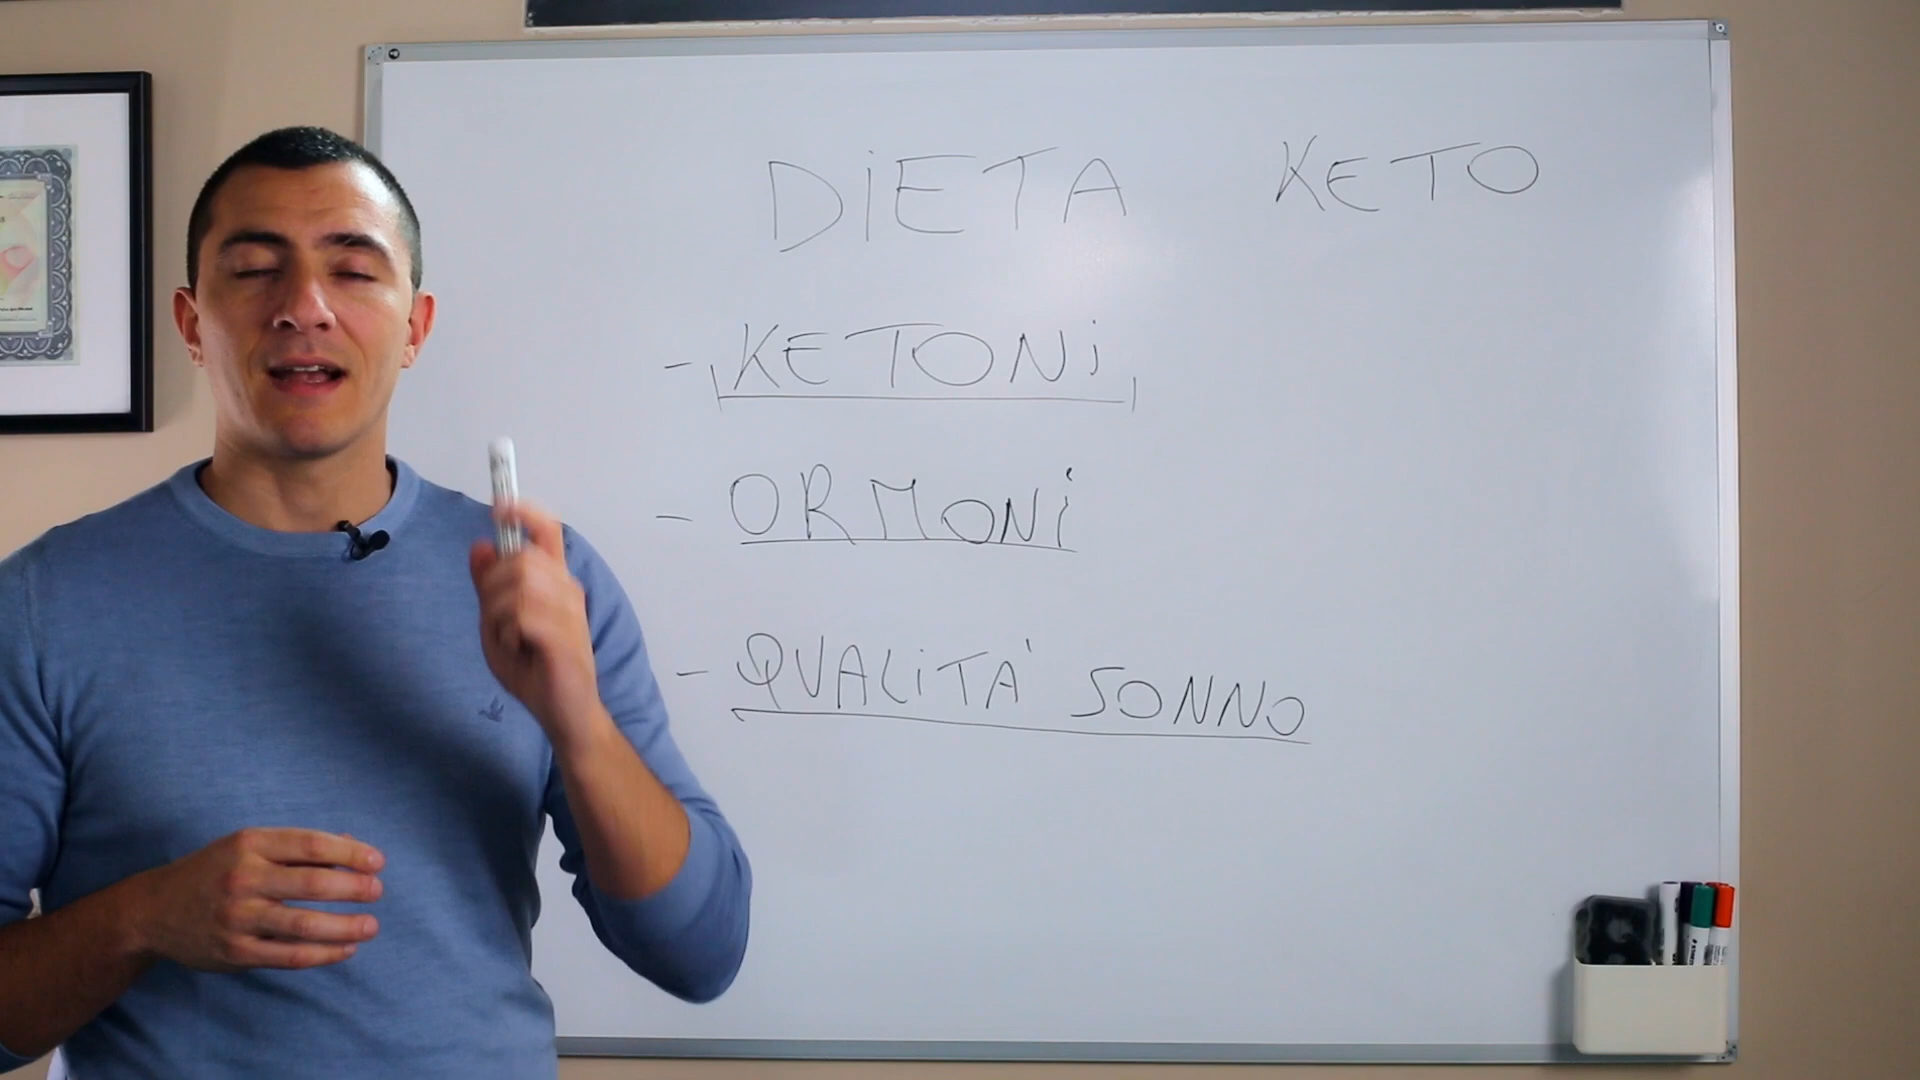 DiETA KETO
- KETONi
- ORMONi
- QUALiTA' SONNO